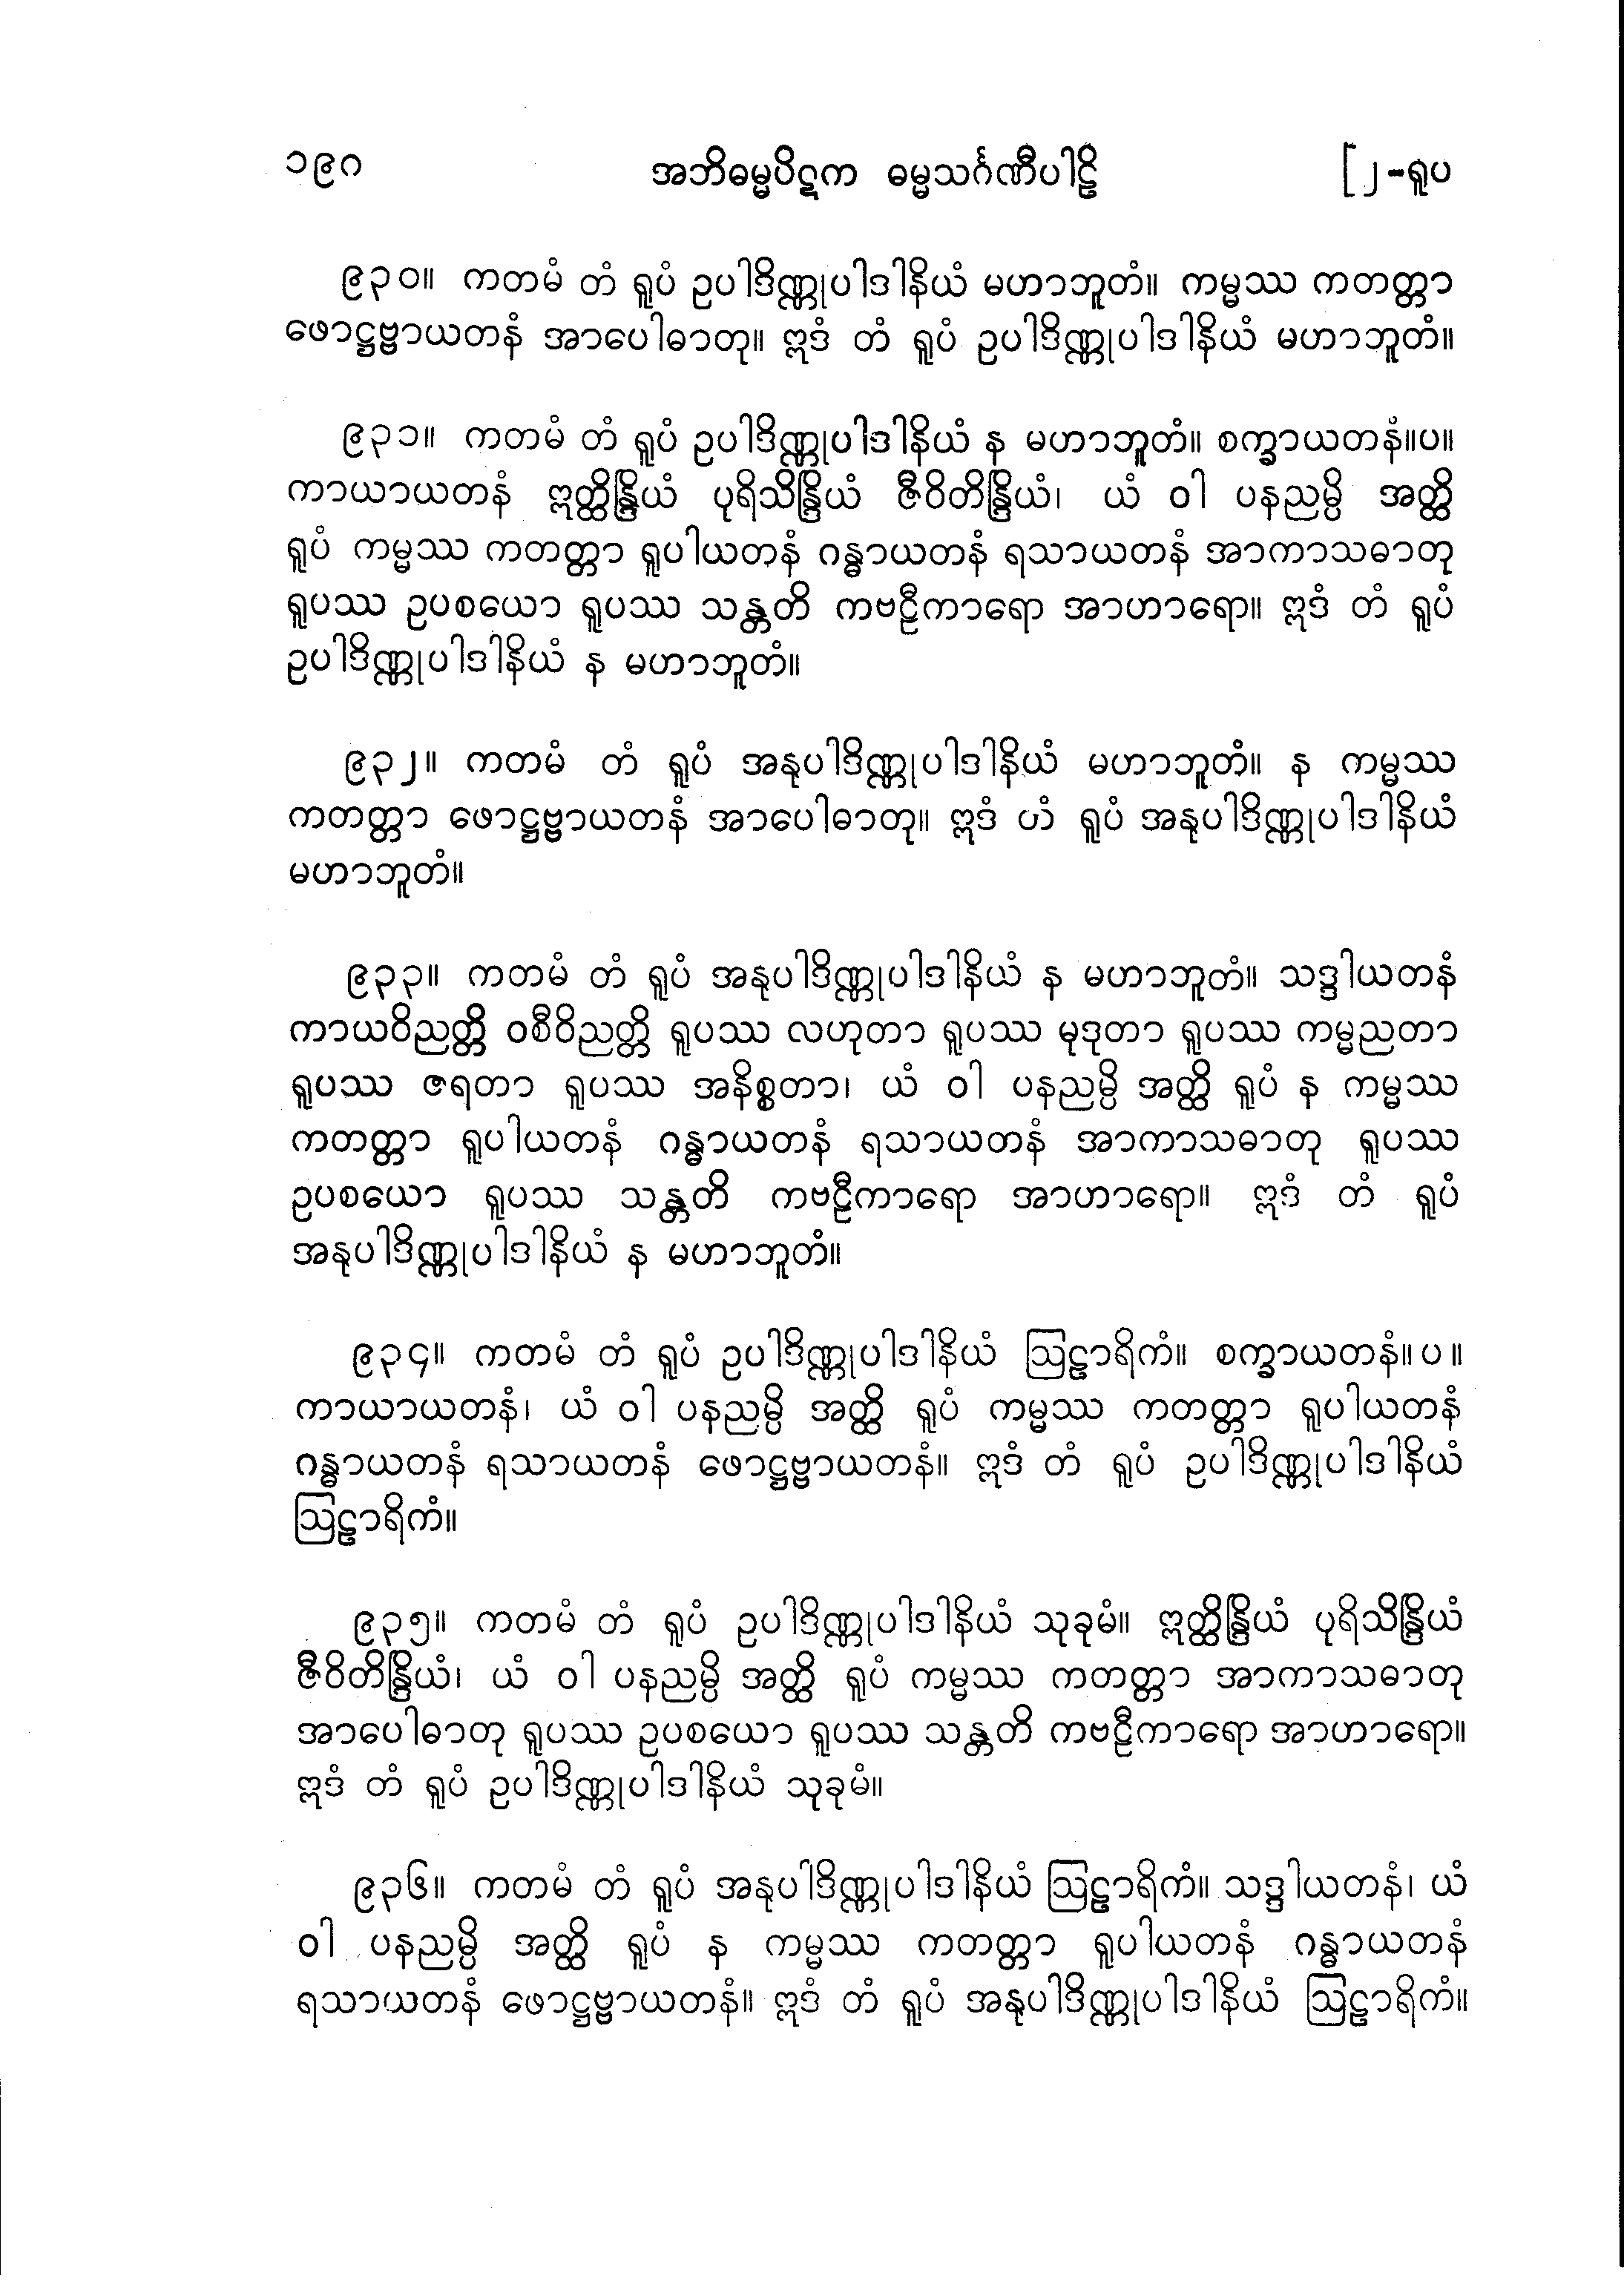 ၁၉ဂ အဘိဓမ္မပိဋက ဓမ္မသင်္ဂဏီပါဠိ [၂-ရူပ
၉၃၀။ ကတမံ တံ ရူပံ ဥပါဒိဏ္ဏုပါဒါနိယံ မဟာဘူတံ။ ကမ္မဿ ကတတ္တာ
ဖောဋ္ဌဗ္ဗာယတနံ အာပေါဓာတု။ ဣဒံ တံ ရူပံ ဥပါဒိဏ္ဏုပါဒါနိယံ မဟာဘူတံ။
၉၃၁။ ကတမံ တံ ရူပံ ဥပါဒိဏ္ဏုပါဒါနိယံ န မဟာဘူတံ။ စက္ခာယတနံ။ပ။
ကာယာယတနံ ဣတ္ထိန္ဒြိယံ ပုရိသိန္ဒြိယံ ဇီဝိတိန္ဒြိယံ၊ ယံ ဝါ ပနညမ္ပိ အတ္ထိ
ရူပံ ကမ္မဿ ကတတ္တာ ရူပါယတနံ ဂန္ဓာယတနံ ရသာယတနံ အာကာသဓာတု
ရူပဿ ဥပစယော ရူပဿ သန္တတိ ကဗဠီကာရော အာဟာရော။ ဣဒံ တံ ရူပံ
ဥပါဒိဏ္ဏုပါဒါနိယံ န မဟာဘူတံ။
၉၃၂။ ကတမံ တံ ရူပံ အနုပါဒိဏ္ဏုပါဒါနိယံ မဟာဘူတံ။ န ကမ္မဿ
ကတတ္တာ ဖောဋ္ဌဗ္ဗာယတနံ အာပေါဓာတု။ ဣဒံ တံ ရူပံ အနုပါဒိဏ္ဏုပါဒါနိယံ
မဟာဘူတံ။
၉၃၃။ ကတမံ တံ ရူပံ အနုပါဒိဏ္ဏုပါဒါနိယံ န မဟာဘူတံ။ သဒ္ဒါယတနံ
ကာယဝိညတ္တိ ဝစီဝိညတ္တိ ရူပဿ လဟုတာ ရူပဿ မုဒုတာ ရူပဿ ကမ္မညတာ
ရူပဿ ဇရတာ ရူပဿ အနိစ္စတာ၊ ယံ ဝါ ပနညမ္ပိ အတ္ထိ ရူပံ န ကမ္မဿ
ကတတ္တာ ရူပါယတနံ ဂန္ဓာယတနံ ရသာယတနံ အာကာသဓာတု ရူပဿ
ဥပစယော ရူပဿ သန္တတိ ကဗဠီကာရော အာဟာရော။ ဣဒံ တံ ရူပံ
အနုပါဒိဏ္ဏုပါဒါနိယံ န မဟာဘူတံ။
၉၃၄။ ကတမံ တံ ရူပံ ဥပါဒိဏ္ဏုပါဒါနိယံ ဩဠာရိကံ။ စက္ခာယတနံ။ပ။
ကာယာယတနံ၊ ယံ ဝါ ပနညမ္ပိ အတ္ထိ ရူပံ ကမ္မဿ ကတတ္တာ ရူပါယတနံ
ဂန္ဓာယတနံ ရသာယတနံ ဖောဋ္ဌဗ္ဗာယတနံ။ ဣဒံ တံ ရူပံ ဥပါဒိဏ္ဏုပါဒါနိယံ
ဩဠာရိကံ။
၉၃၅။ ကတမံ တံ ရူပံ ဥပါဒိဏ္ဏုပါဒါနိယံ သုခုမံ။ ဣတ္ထိန္ဒြိယံ ပုရိသိန္ဒြိယံ
ဇီဝိတိန္ဒြိယံ၊ ယံ ဝါ ပနညမ္ပိ အတ္ထိ ရူပံ ကမ္မဿ ကတတ္တာ အာကာသဓာတု
အာပေါဓာတု ရူပဿ ဥပစယော ရူပဿ သန္တတိ ကဗဠီကာရော အာဟာရော။
ဣဒံ တံ ရူပံ ဥပါဒိဏ္ဏုပါဒါနိယံ သုခုမံ။
၉၃၆။ ကတမံ တံ ရူပံ အနုပါဒိဏ္ဏုပါဒါနိယံ ဩဠာရိကံ။ သဒ္ဒါယတနံ၊ ယံ
ဝါ ပနညမ္ပိ အတ္ထိ ရူပံ န ကမ္မဿ ကတတ္တာ ရူပါယတနံ ဂန္ဓာယတနံ
ရသာယတနံ ဖောဋ္ဌဗ္ဗာယတနံ။ ဣဒံ တံ ရူပံ အနုပါဒိဏ္ဏုပါဒါနိယံ ဩဠာရိကံ။